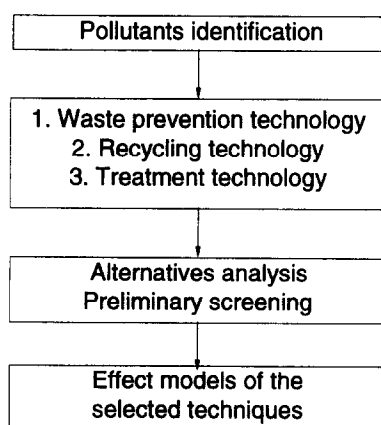 Pollutants identification
1. Waste prevention technology
2. Recycling technology
3. Treatment technology
Alternatives analysis
Preliminary screening
Effect models of the
selected techniques